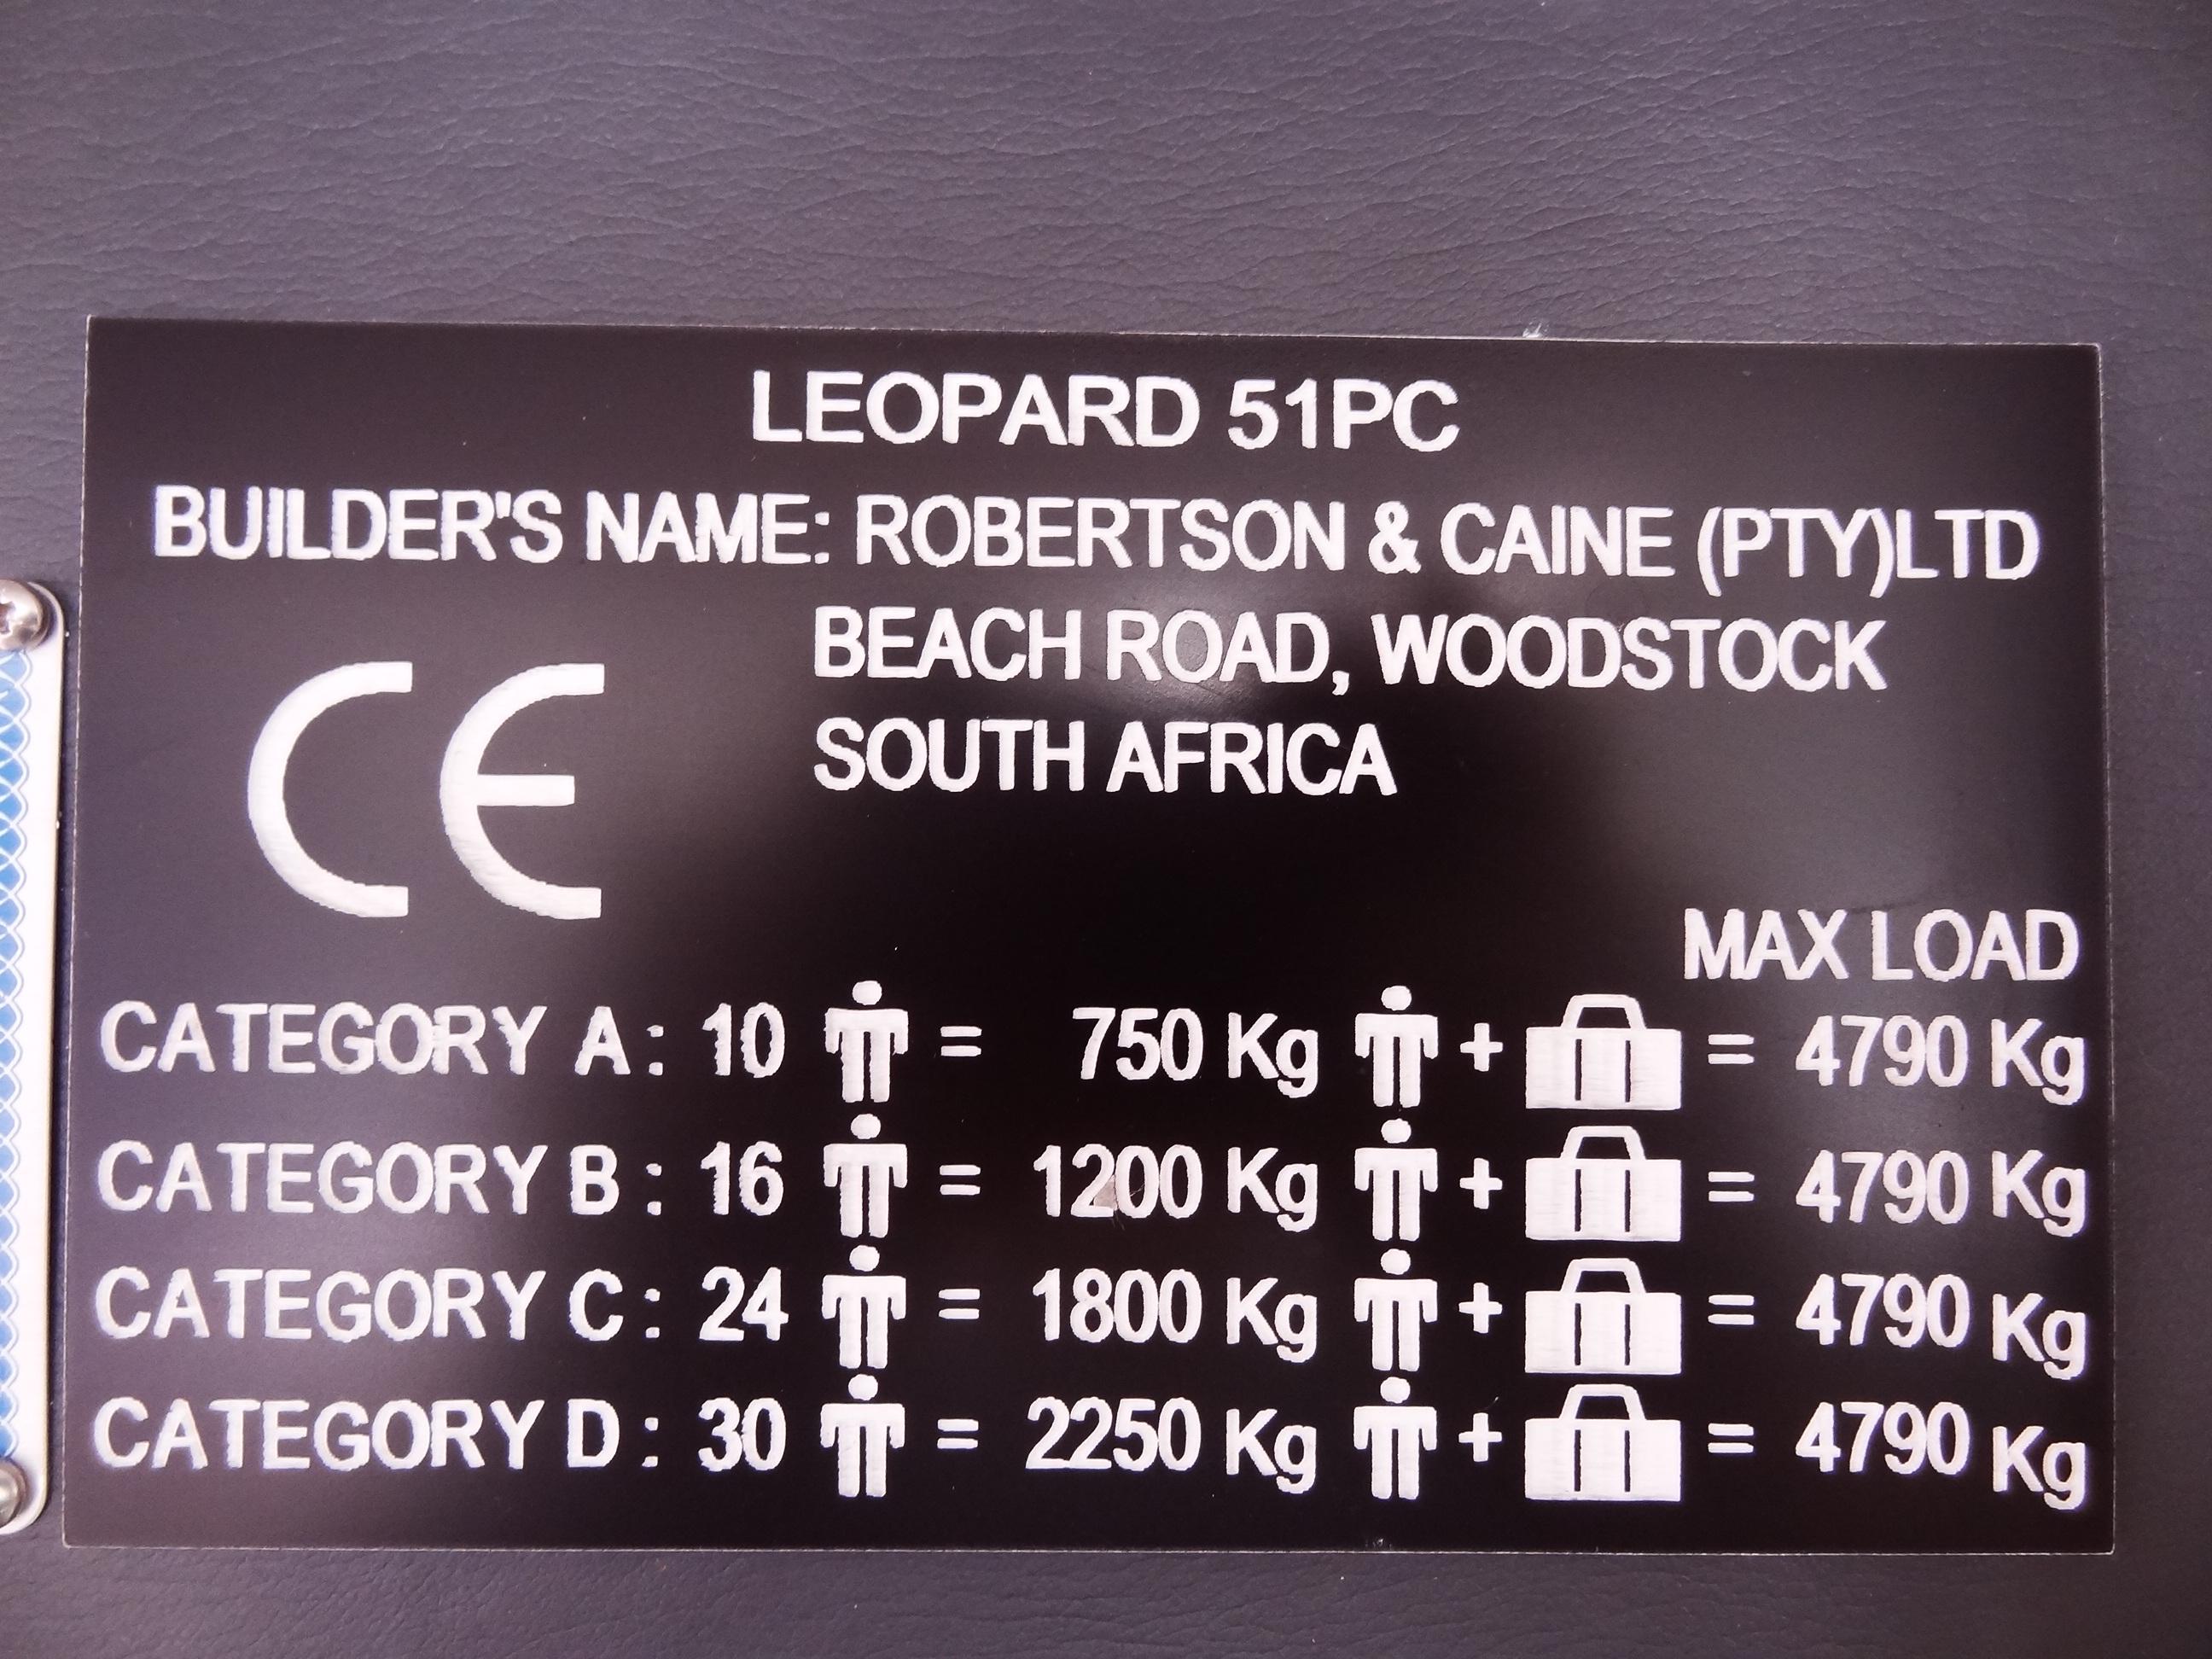 LEOPARD 51PC
BUILDER'S NAME: ROBERTSON & CAINE (PTY)LTD
BEACH ROAD, WOODSTOCK
CE
SOUTH AFRICA
MAX LOAD
CATEGORY A: 10 = 750 Kg + = 4790 Kg
CATEGORY B: 16 = 1200 Kg + = 4790 Kg
CATEGORY C: 24 = 1800 Kg + = 4790 Kg
CATEGORY D: 30 = 2250 Kg + = 4790 Kg